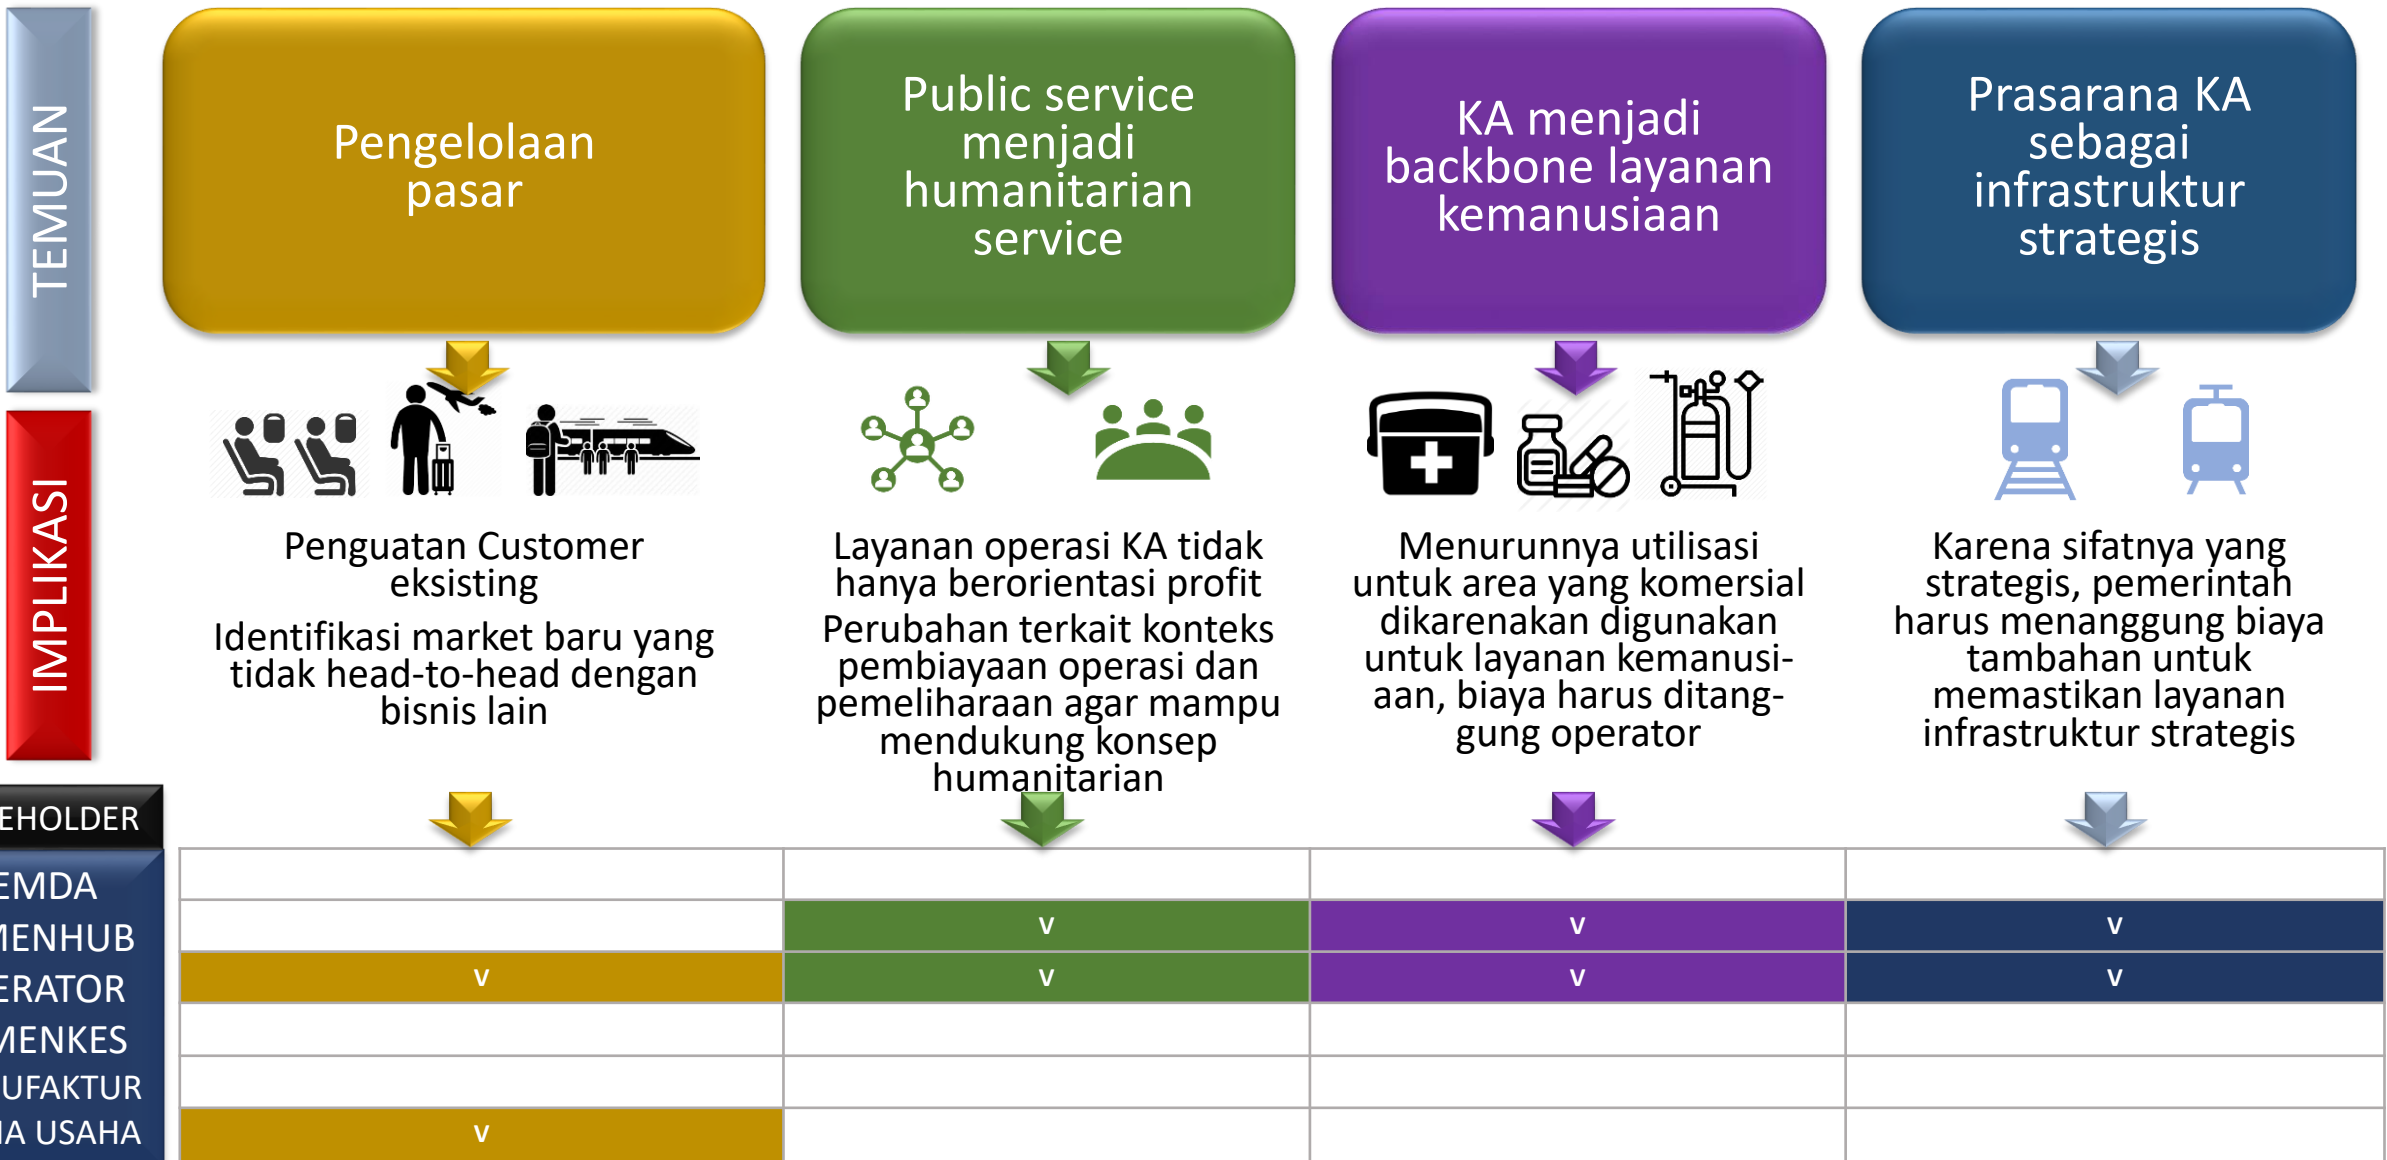 TEMUAN
Pengelolaan
pasar
Public service
menjadi
humanitarian
service
KA menjadi
backbone layanan
kemanusiaan
Prasarana KA
sebagai
infrastruktur
strategis
IMPLIKASI
Penguatan Customer
eksisting
Identifikasi market baru yang
tidak head-to-head dengan
bisnis lain
Layanan operasi KA tidak
hanya berorientasi profit
Perubahan terkait konteks
pembiayaan operasi dan
pemeliharaan agar mampu
mendukung konsep
humanitarian
Menurunnya utilisasi
untuk area yang komersial
dikarenakan digunakan
untuk layanan kemanusi-
aan, biaya harus ditang-
gung operator
Karena sifatnya yang
strategis, pemerintah
harus menanggung biaya
tambahan untuk
memastikan layanan
infrastruktur strategis
EHOLDER
EMDA
MENHUB v v v
ERATOR v v v v
MENKES
UFAKTUR
HA USAHA v